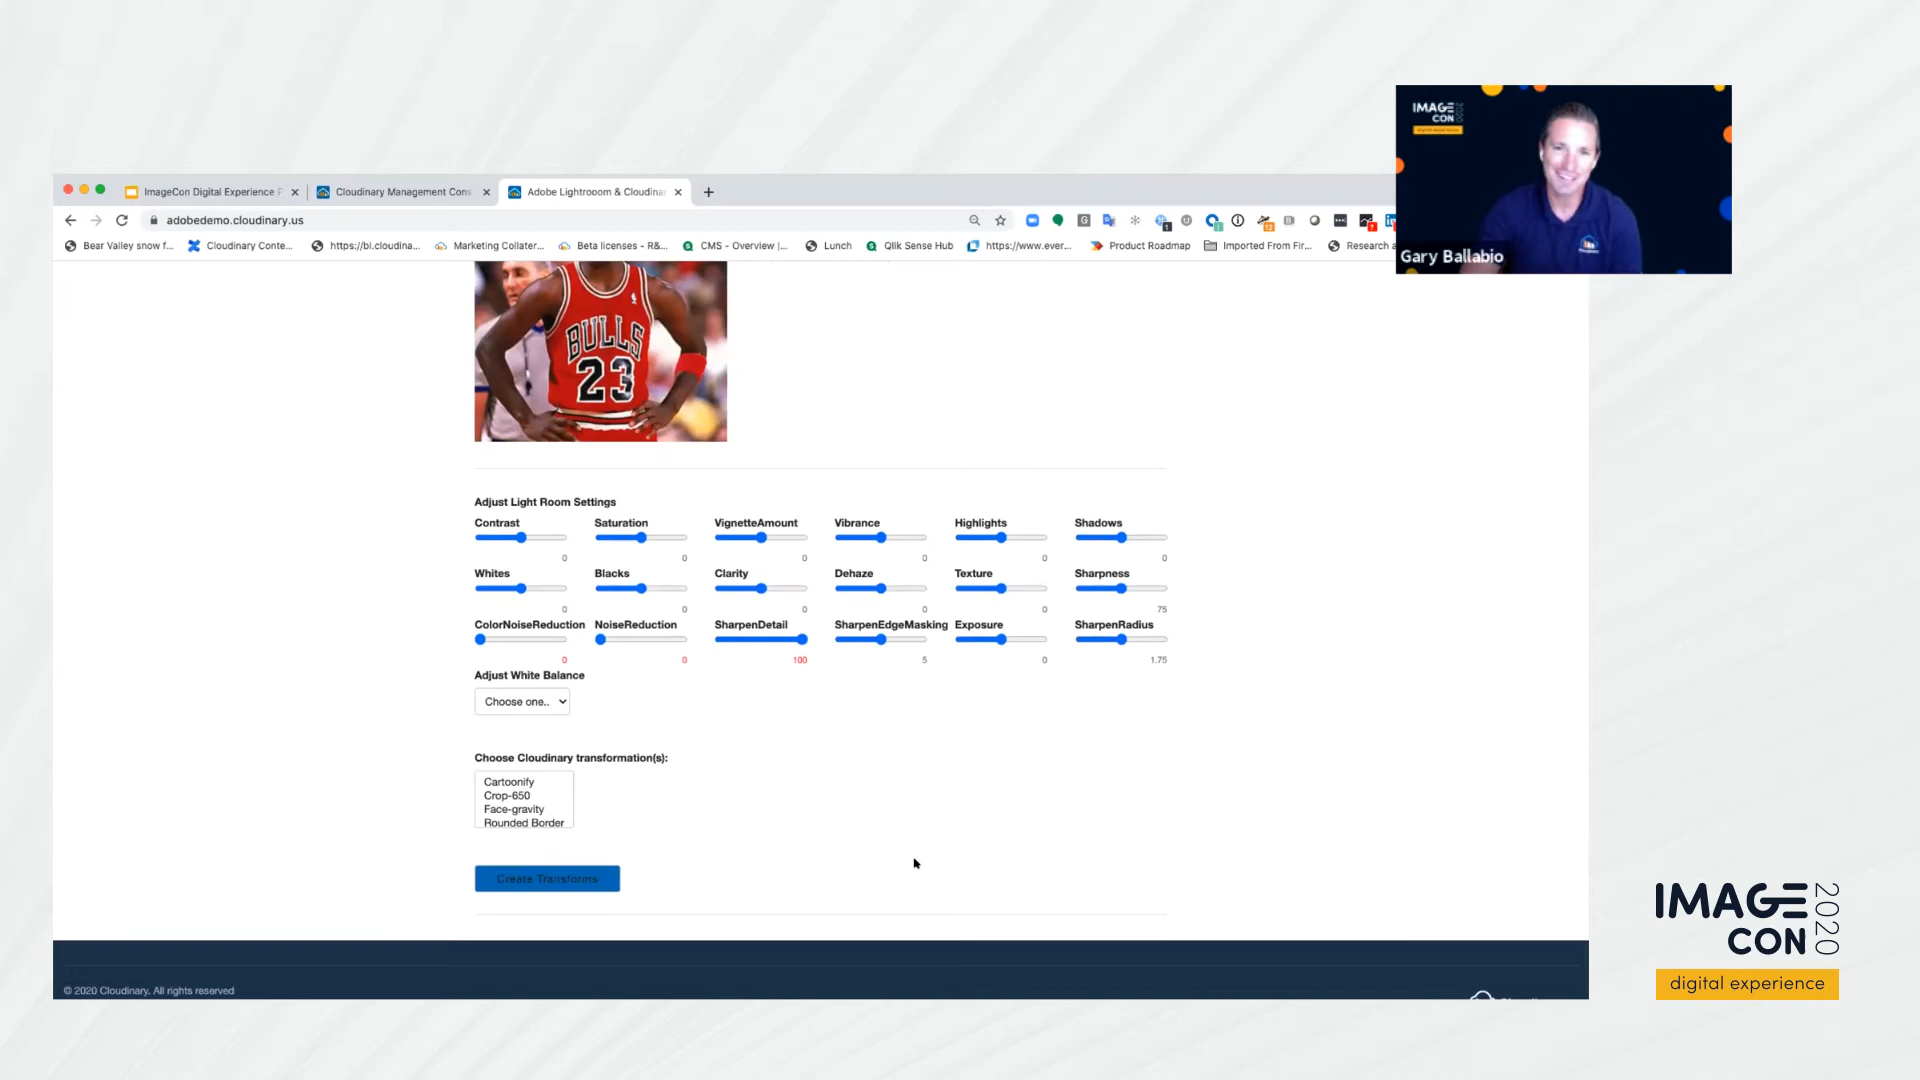 IMAGE
CON
2020
digital experience
Gary Ballabio
ImageCon Digital Experience P
Cloudinary Management Cons
Adobe Lightrooom & Cloudinar
adobedemo.cloudinary.us
Bear Valley snow f...
Cloudinary Conte...
https://bi.cloudina...
Marketing Collater...
Beta licenses - R&...
CMS - Overview |...
Lunch
Qlik Sense Hub
https://www.ever...
Product Roadmap
Imported From Fir...
Research a
BULLS
23
Adjust Light Room Settings
Contrast Saturation VignetteAmount Vibrance Highlights Shadows
0 0 0 0 0 0
Whites Blacks Clarity Dehaze Texture Sharpness
0 0 0 0 0 75
ColorNoiseReduction NoiseReduction SharpenDetail SharpenEdgeMasking Exposure SharpenRadius
0 0 100 5 0 1.75
Adjust White Balance
Choose one..
Choose Cloudinary transformation(s):
Cartoonify
Crop-650
Face-gravity
Rounded Border
Create Transforms
© 2020 Cloudinary. All rights reserved
IMAGE
CON
2020
digital experience